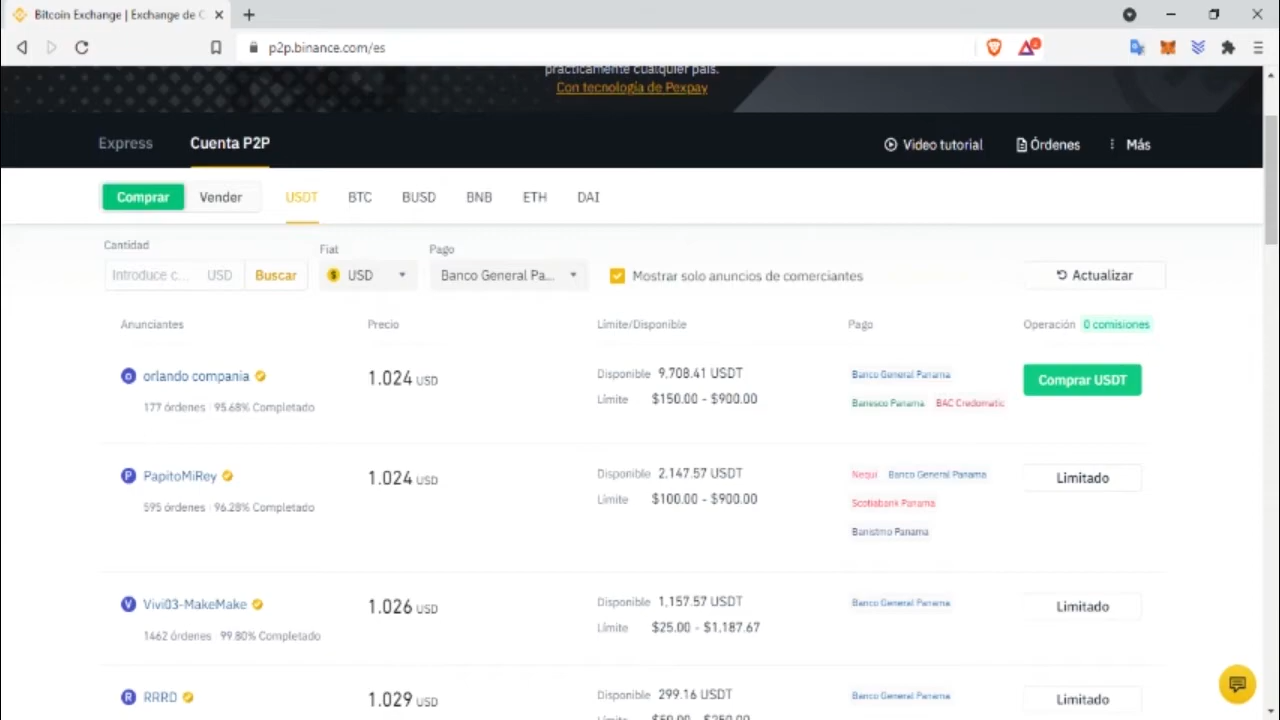 Bitcoin Exchange | Exchange de C
p2p.binance.com/es
prácticamente cualquier país.
Con tecnología de Pexpay
Express
Cuenta P2P
Video tutorial
Órdenes
Más
Comprar
Vender
USDT
BTC
BUSD
BNB
ETH
DAI
Cantidad
Fiat
Pago
Introduce c...
USD
Buscar
$ USD
Banco General Pa...
Mostrar solo anuncios de comerciantes
Actualizar
Anunciantes
Precio
Límite/Disponible
Pago
Operación 0 comisiones
o orlando compania
1.024 USD
Disponible 9.708.41 USDT
Banco General Panama
Comprar USDT
177 órdenes | 95.68% Completado
Límite $150.00 - $900.00
Banesco Panama BAC Credomatic
P PapitoMiRey
1.024 USD
Disponible 2,147.57 USDT
Nequi Banco General Panama
Limitado
595 órdenes | 96.28% Completado
Límite $100.00 - $900.00
Scotiabank Panama
Banistmo Panama
V Vivi03-MakeMake
1.026 USD
Disponible 1,157.57 USDT
Banco General Panama
Limitado
1462 órdenes | 99.80% Completado
Límite $25.00 - $1,187.67
R RRRD
1.029 USD
Disponible 299.16 USDT
Banco General Panama
Limitado
Límite $50.00 - $250.00